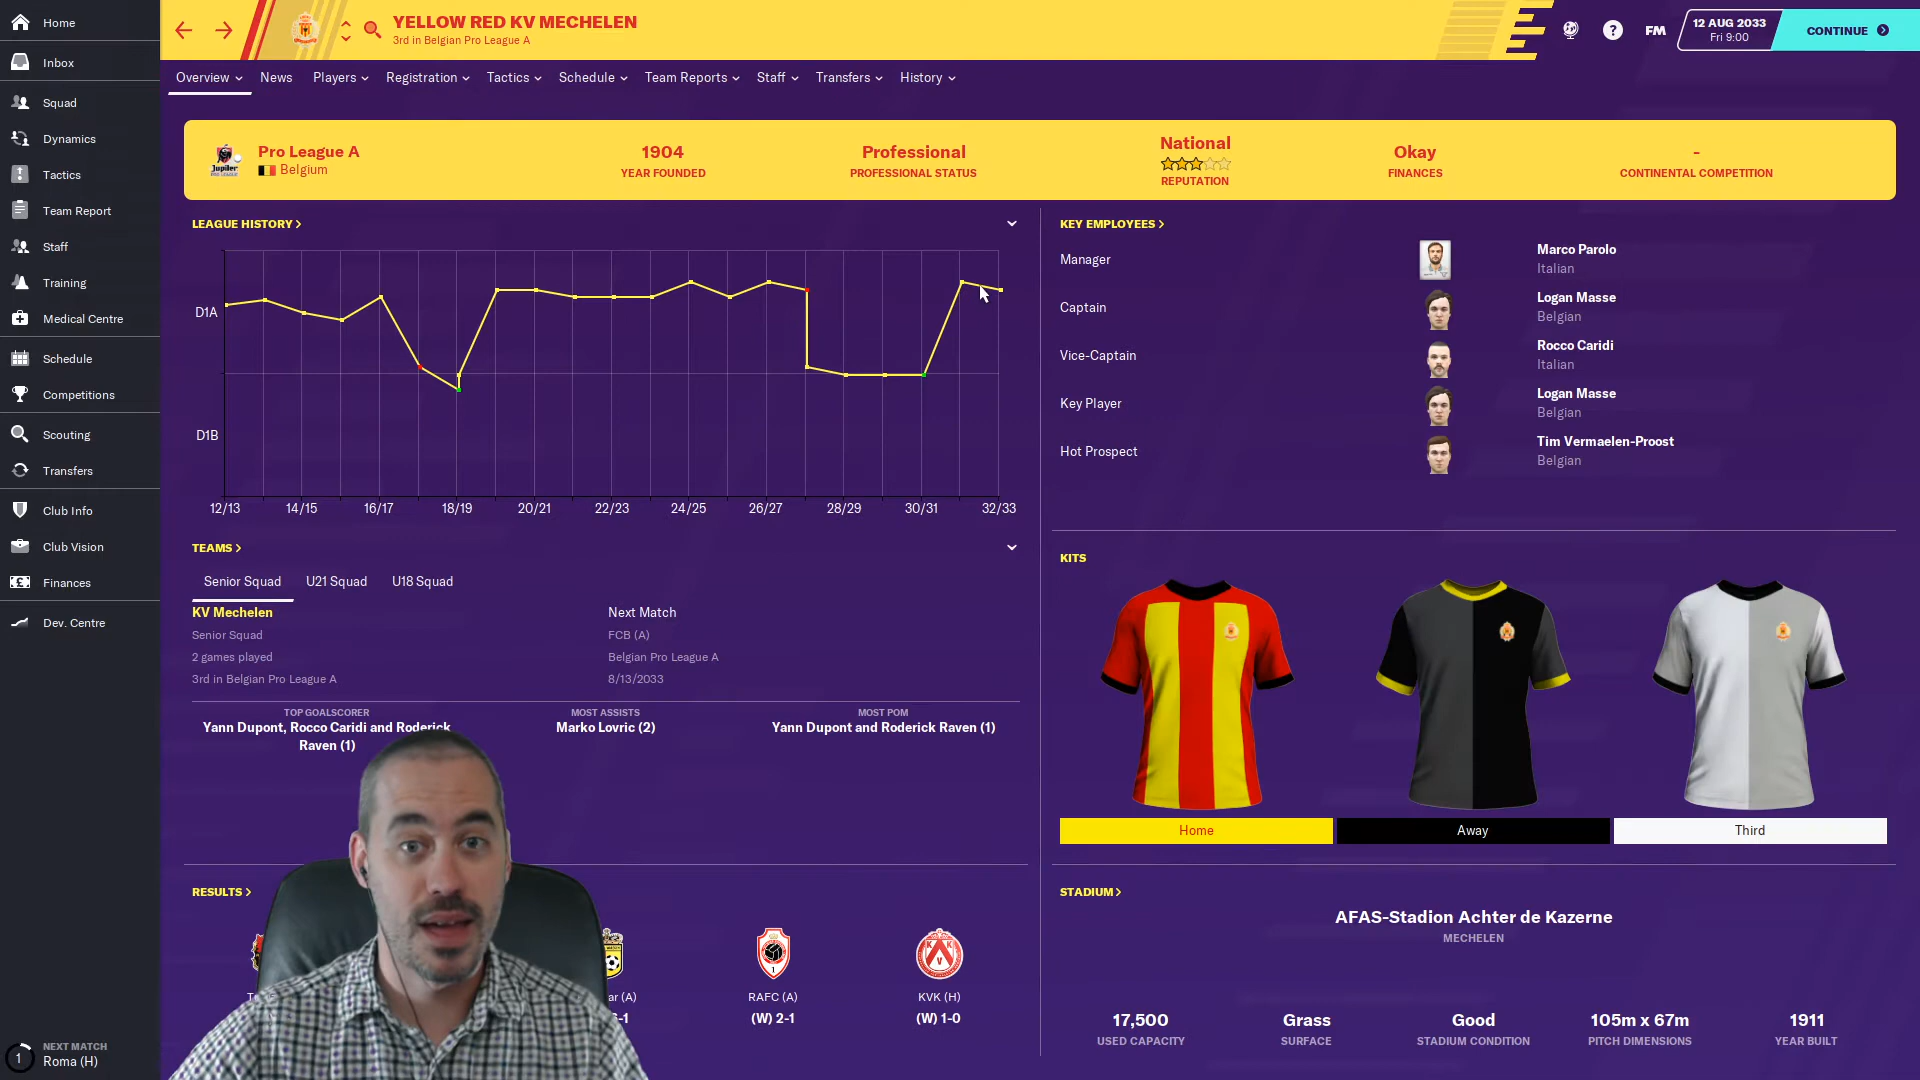 Home
Inbox
Squad
Dynamics
Tactics
Team Report
Staff
Training
Medical Centre
Schedule
Competitions
Scouting
Transfers
Club Info
Club Vision
Finances
Dev. Centre
1
NEXT MATCH
Roma (H)
YELLOW RED KV MECHELEN
3rd in Belgian Pro League A
?
FM
12 AUG 2033
Fri 9:00
CONTINUE
Overview
News
Players
Registration
Tactics
Schedule
Team Reports
Staff
Transfers
History
Jupiler
Pro League A
Belgium
1904
YEAR FOUNDED
Professional
PROFESSIONAL STATUS
National
REPUTATION
Okay
FINANCES
-
CONTINENTAL COMPETITION
LEAGUE HISTORY >
D1A
D1B
12/13 14/15 16/17 18/19 20/21 22/23 24/25 26/27 28/29 30/31 32/33
TEAMS >
Senior Squad U21 Squad U18 Squad
KV Mechelen
Senior Squad
2 games played
3rd in Belgian Pro League A
Next Match
FCB (A)
Belgian Pro League A
8/13/2033
TOP GOALSCORER
Yann Dupont, Rocco Caridi and Roderick
Raven (1)
MOST ASSISTS
Marko Lovric (2)
MOST POM
Yann Dupont and Roderick Raven (1)
RESULTS >
ar (A)
-1
RAFC (A)
(W) 2-1
KVK (H)
(W) 1-0
KEY EMPLOYEES >
Manager
Marco Parolo
Italian
Captain
Logan Masse
Belgian
Vice-Captain
Rocco Caridi
Italian
Key Player
Logan Masse
Belgian
Hot Prospect
Tim Vermaelen-Proost
Belgian
KITS
Home
Away
Third
STADIUM >
AFAS-Stadion Achter de Kazerne
MECHELEN
17,500
USED CAPACITY
Grass
SURFACE
Good
STADIUM CONDITION
105m x 67m
PITCH DIMENSIONS
1911
YEAR BUILT